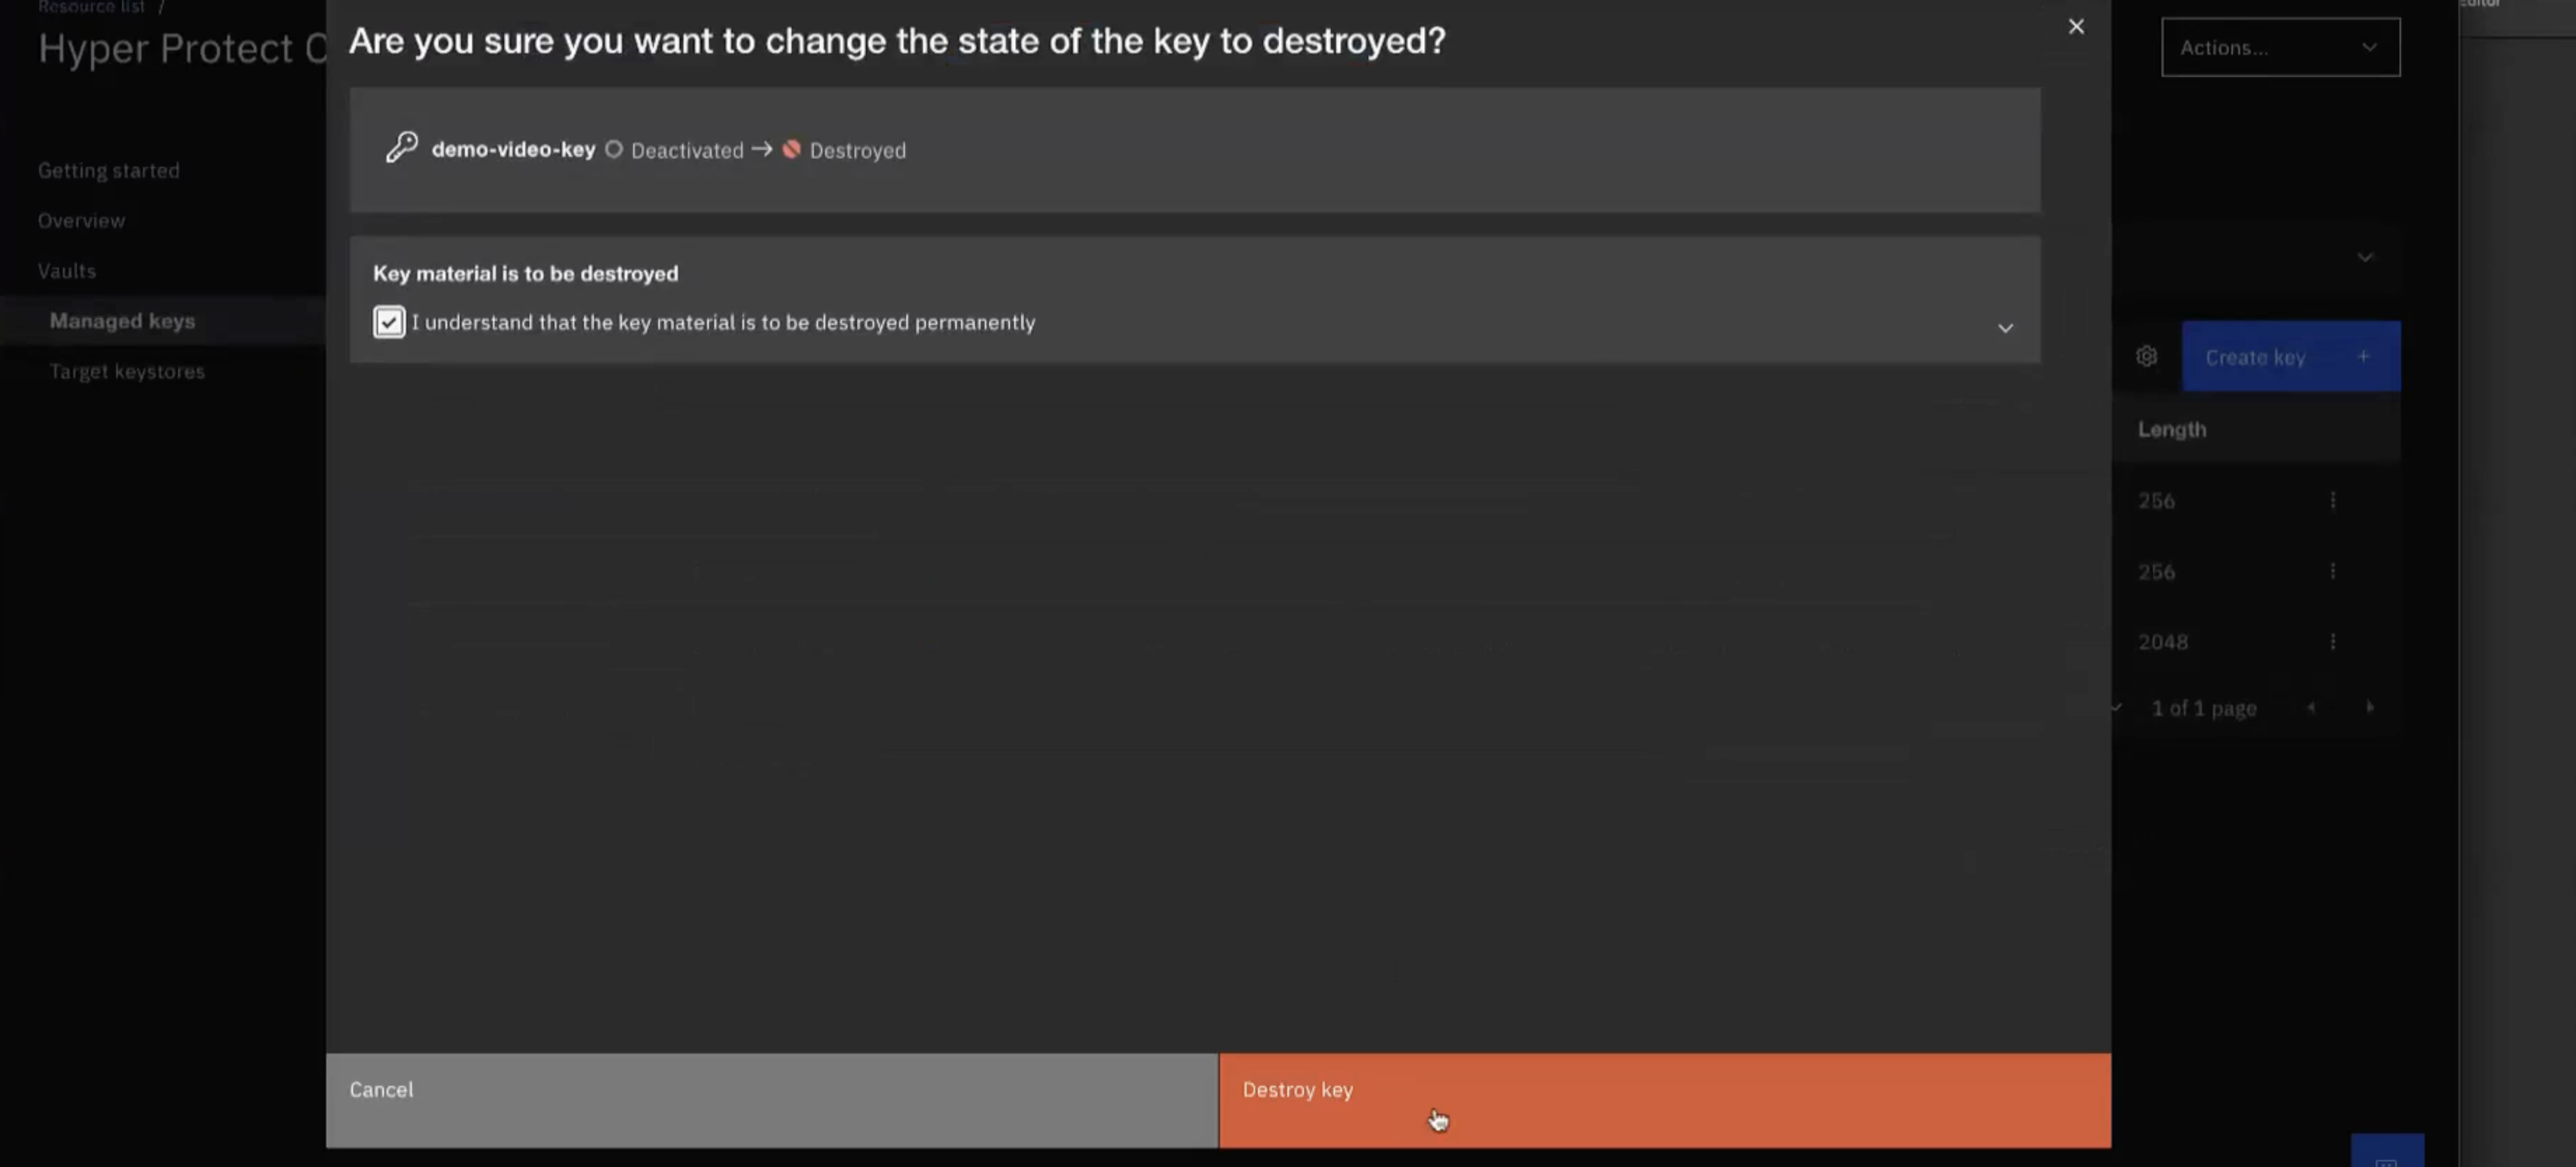 Resource list /
Hyper Protect C
Getting started
Overview
Vaults
Managed keys
Target keystores
Are you sure you want to change the state of the key to destroyed?
demo-video-key Deactivated → Destroyed
Key material is to be destroyed
I understand that the key material is to be destroyed permanently
Cancel
Destroy key
Actions...
Create key +
Length
256
256
2048
1 of 1 page